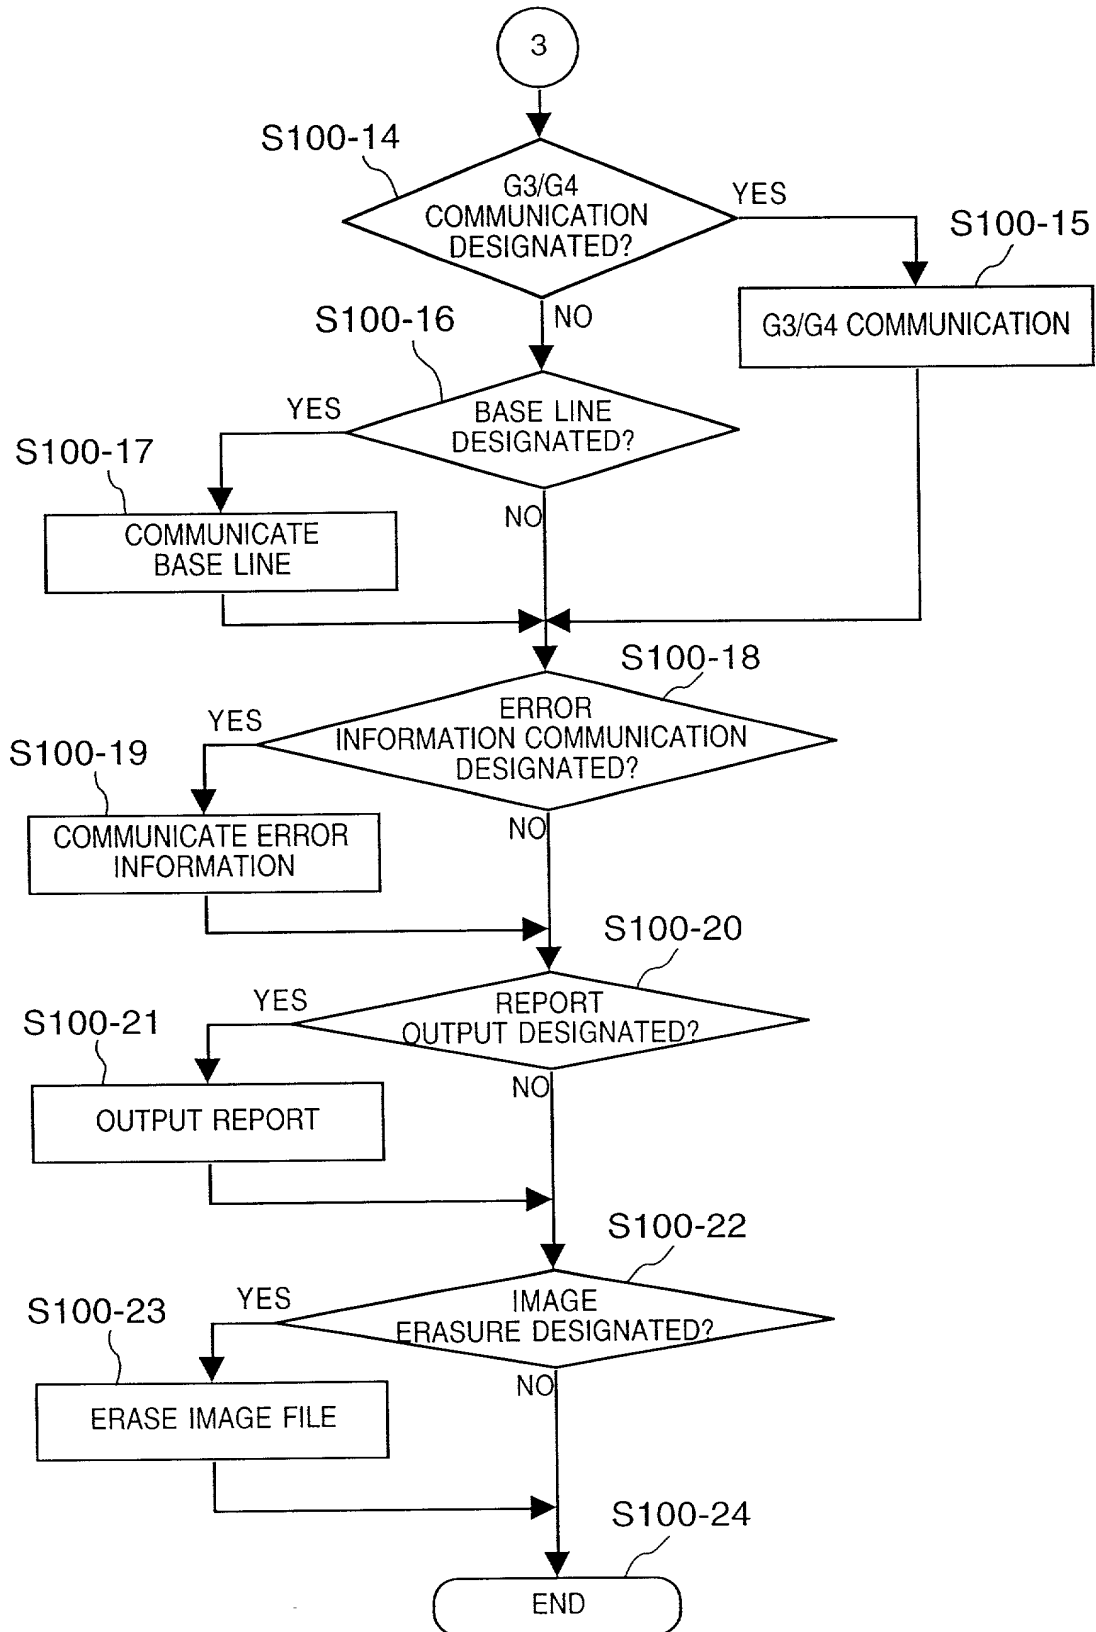 3
S100-14
G3/G4
COMMUNICATION
DESIGNATED?
YES
S100-15
G3/G4 COMMUNICATION
NO
S100-16
BASE LINE
DESIGNATED?
YES
S100-17
COMMUNICATE
BASE LINE
NO
S100-18
ERROR
INFORMATION COMMUNICATION
DESIGNATED?
YES
S100-19
COMMUNICATE ERROR
INFORMATION
NO
S100-20
REPORT
OUTPUT DESIGNATED?
YES
S100-21
OUTPUT REPORT
NO
S100-22
IMAGE
ERASURE DESIGNATED?
YES
S100-23
ERASE IMAGE FILE
NO
S100-24
END